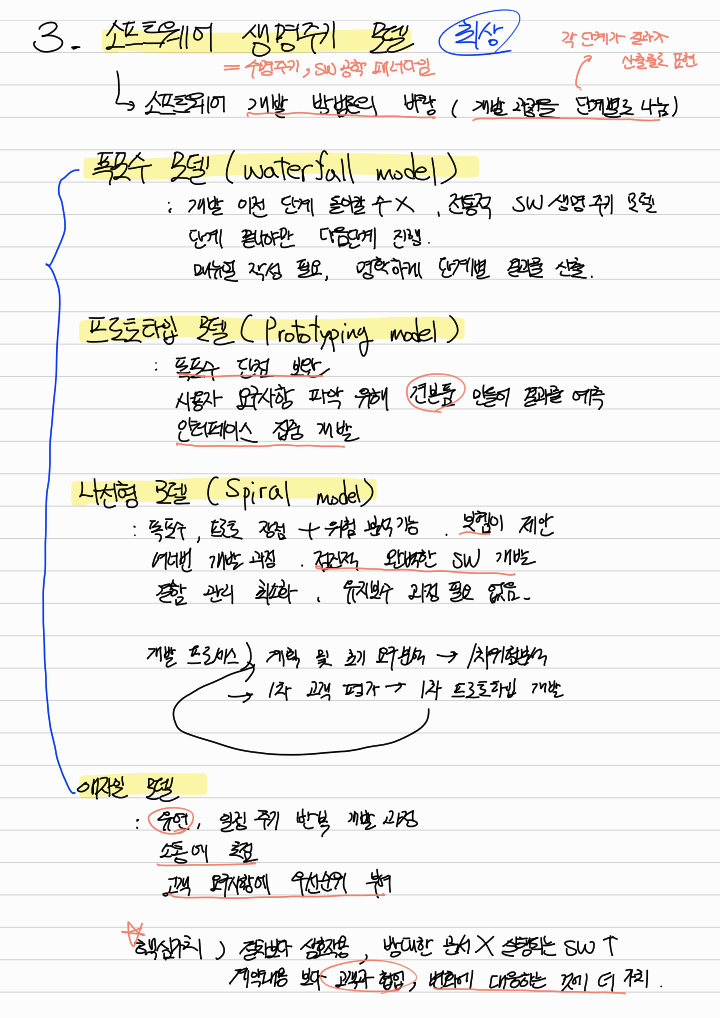 3. 소프트웨어 생명주기 모델 최상
= 수명주기, SW 공학 패러다임
각 단계가 결과가
산출물로 표현
↳ 소프트웨어 개발 방법론의 바탕 (개발 과정을 단계별로 나눔)
폭포수 모델 (waterfall model)
: 개발 이전 단계 돌아갈 수 X, 전통적 SW 생명 주기 모델
단계 끝나야만 다음단계 진행.
메뉴얼 작성 필요, 명확하게 단계별 결과물 산출.
프로토타입 모델 (Prototyping model)
: 폭포수 단점 보완
사용자 요구사항 파악 위해 견본품 만들어 결과물 예측
인터페이스 집중 개발
나선형 모델 (Spiral model)
: 폭포수, 프로토 장점 + 위험 분석기능. 보헴이 제안
여러번 개발 과정. 점진적 완벽한 SW 개발
결함 관리 최소화, 유지보수 과정 필요 없음.
개발 프로세스) 계획 및 초기 요구분석 → 1차위험분석
→ 1차 고객 평가 → 1차 프로토타입 개발
애자일 모델
: 유연, 일정 주기 반복 개발 과정
소통에 초점
고객 요구사항에 우선순위 부여
☆핵심가치) 절차보다 상호작용, 방대한 문서 X 실행되는 SW ↑
계약내용 보다 고객과 협업, 변화에 대응하는 것에 더 가치.